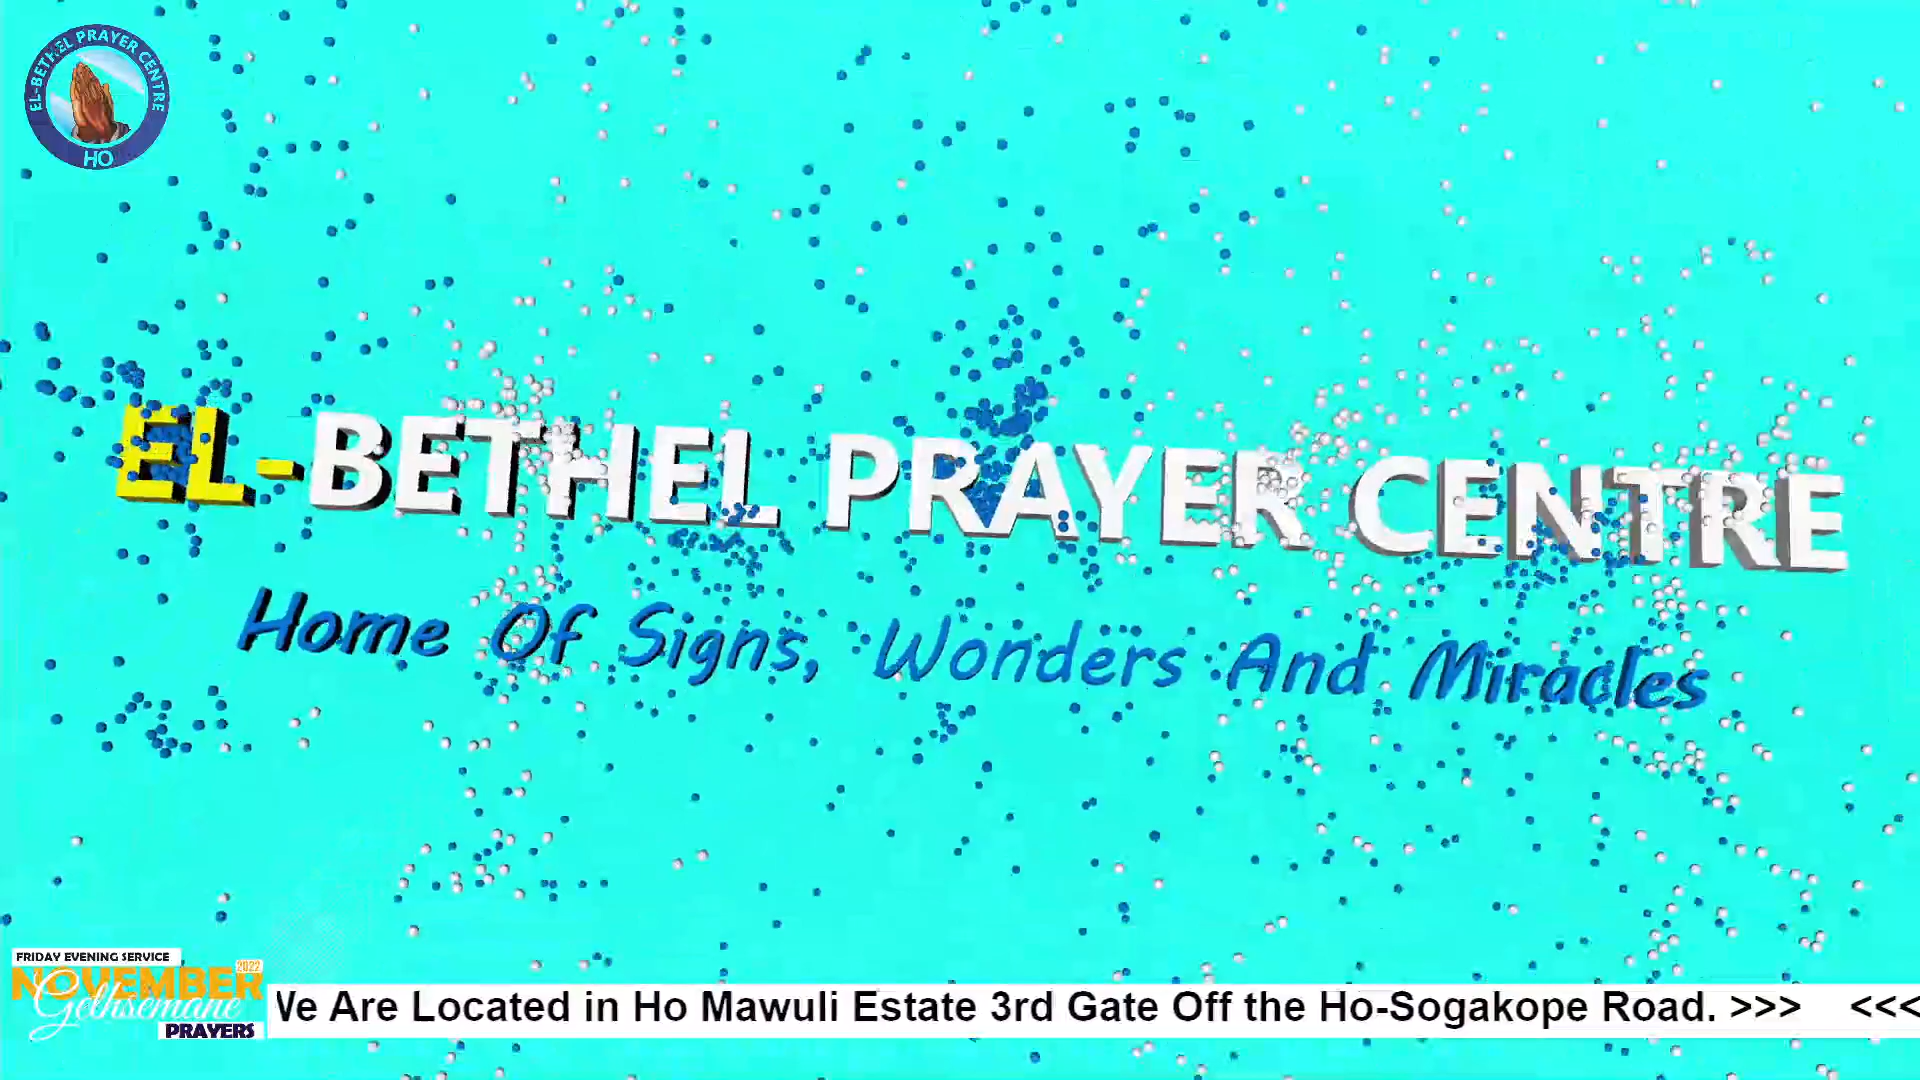 EL-BETHEL PRAYER CENTRE
HO
EL-BETHEL PRAYER CENTRE
Home Of Signs, Wonders And Miracles
FRIDAY EVENING SERVICE
2022
NOVEMBER
Gethsemane
PRAYERS
We Are Located in Ho Mawuli Estate 3rd Gate Off the Ho-Sogakope Road. >>> <<<